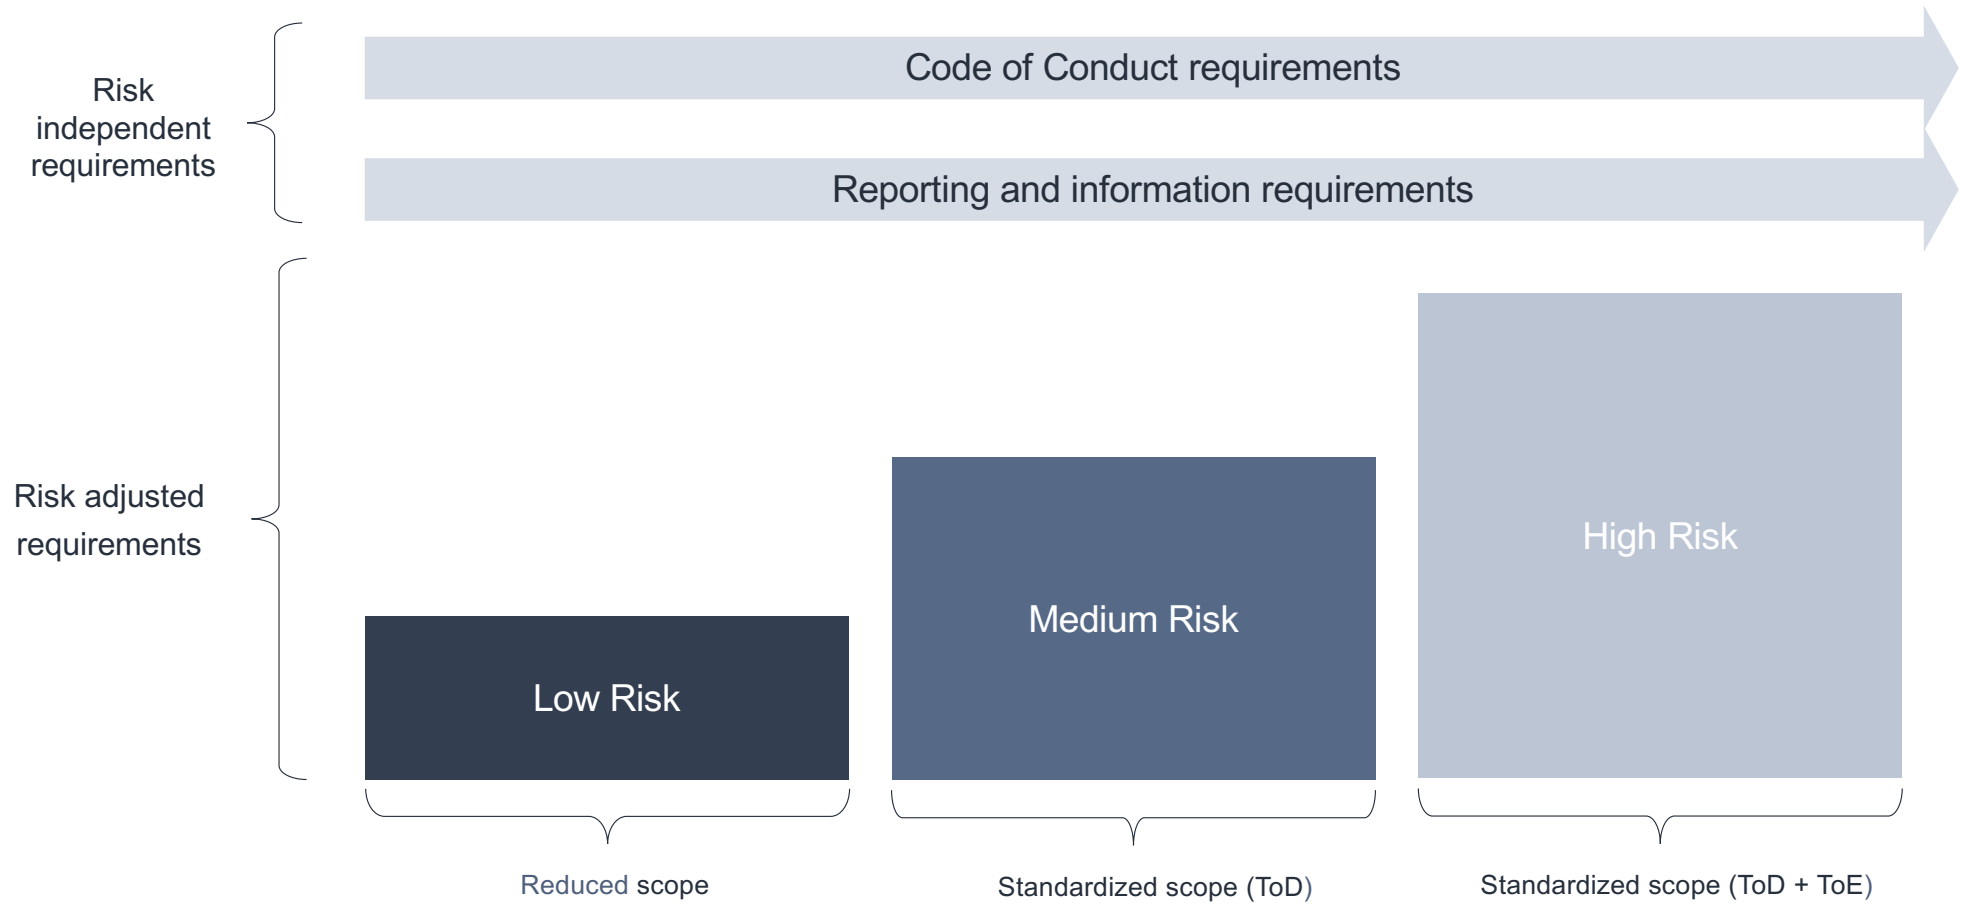 Code of Conduct requirements
Risk
independent
requirements
Reporting and information requirements
Risk adjusted
requirements
High Risk
Medium Risk
Low Risk
Reduced scope
Standardized scope (ToD)
Standardized scope (ToD + ToE)